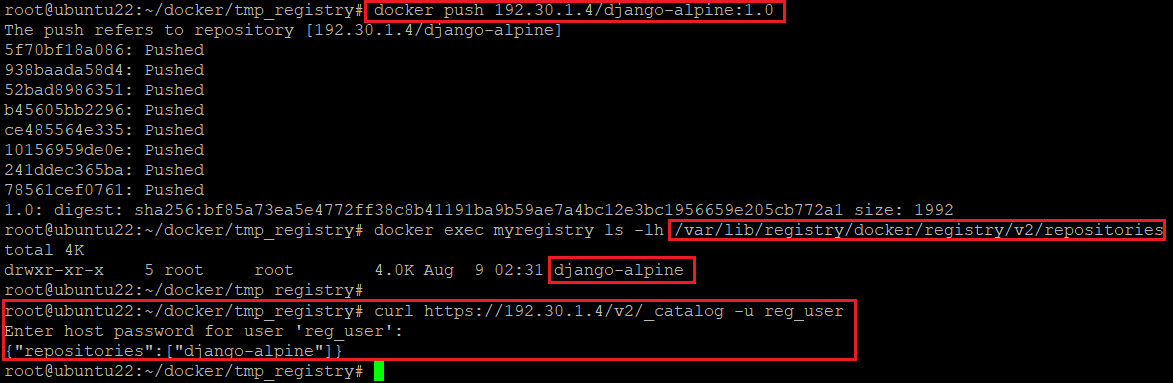 root@ubuntu22:~/docker/tmp_registry# docker push 192.30.1.4/django-alpine:1.0
The push refers to repository [192.30.1.4/django-alpine]
5f70bf18a086: Pushed
938baada58d4: Pushed
52bad8986351: Pushed
b45605bb2296: Pushed
ce485564e335: Pushed
10156959de0e: Pushed
241ddec365ba: Pushed
78561cef0761: Pushed
1.0: digest: sha256:bf85a73ea5e4772ff38c8b41191ba9b59ae7a4bc12e3bc1956659e205cb772a1 size: 1992
root@ubuntu22:~/docker/tmp_registry# docker exec myregistry ls -lh /var/lib/registry/docker/registry/v2/repositories
total 4K
drwxr-xr-x    5 root     root        4.0K Aug  9 02:31 django-alpine
root@ubuntu22:~/docker/tmp_registry#
root@ubuntu22:~/docker/tmp_registry# curl https://192.30.1.4/v2/_catalog -u reg_user
Enter host password for user 'reg_user':
{"repositories":["django-alpine"]}
root@ubuntu22:~/docker/tmp_registry#